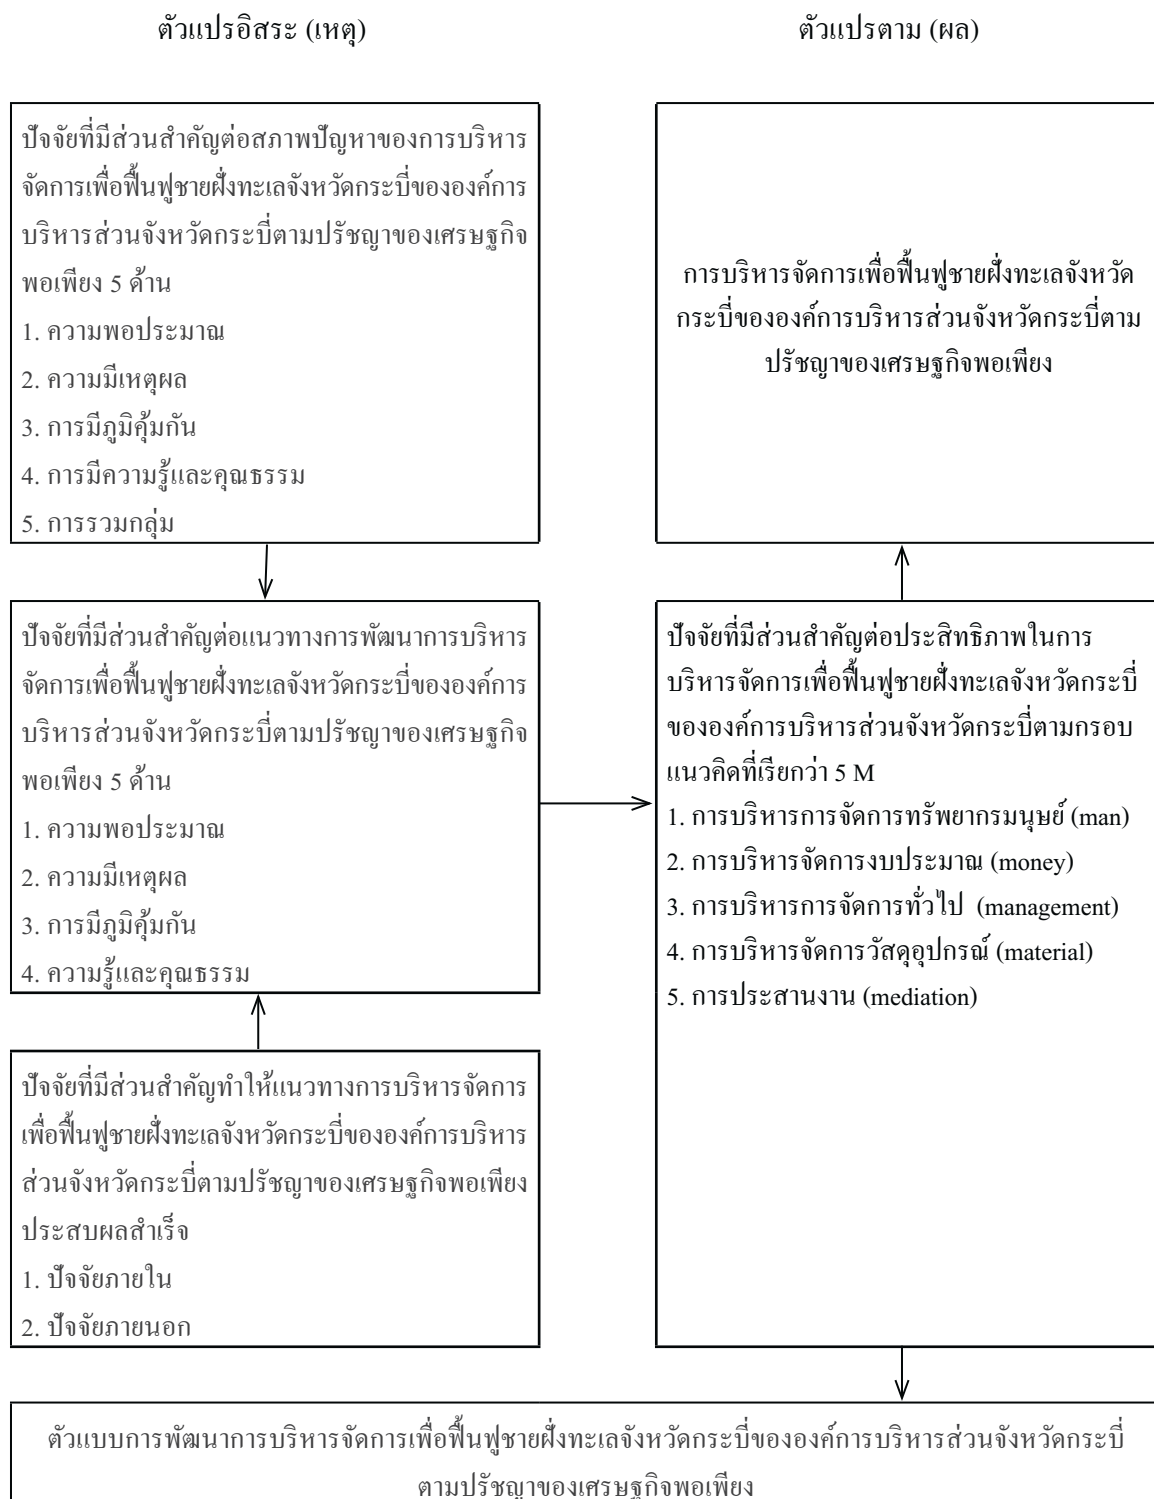 ตัวแปรอิสระ (เหตุ)
ตัวแปรตาม (ผล)
ปัจจัยที่มีส่วนสำคัญต่อสภาพปัญหาของการบริหาร
จัดการเพื่อฟื้นฟูชายฝั่งทะเลจังหวัดกระบี่ขององค์การ
บริหารส่วนจังหวัดกระบี่ตามปรัชญาของเศรษฐกิจ
พอเพียง 5 ด้าน
1. ความพอประมาณ
2. ความมีเหตุผล
3. การมีภูมิคุ้มกัน
4. การมีความรู้และคุณธรรม
5. การรวมกลุ่ม
การบริหารจัดการเพื่อฟื้นฟูชายฝั่งทะเลจังหวัด
กระบี่ขององค์การบริหารส่วนจังหวัดกระบี่ตาม
ปรัชญาของเศรษฐกิจพอเพียง
ปัจจัยที่มีส่วนสำคัญต่อแนวทางการพัฒนาการบริหาร
จัดการเพื่อฟื้นฟูชายฝั่งทะเลจังหวัดกระบี่ขององค์การ
บริหารส่วนจังหวัดกระบี่ตามปรัชญาของเศรษฐกิจ
พอเพียง 5 ด้าน
1. ความพอประมาณ
2. ความมีเหตุผล
3. การมีภูมิคุ้มกัน
4. ความรู้และคุณธรรม
ปัจจัยที่มีส่วนสำคัญต่อประสิทธิภาพในการ
บริหารจัดการเพื่อฟื้นฟูชายฝั่งทะเลจังหวัดกระบี่
ขององค์การบริหารส่วนจังหวัดกระบี่ตามกรอบ
แนวคิดที่เรียกว่า 5 M
1. การบริหารการจัดการทรัพยากรมนุษย์ (man)
2. การบริหารจัดการงบประมาณ (money)
3. การบริหารการจัดการทั่วไป (management)
4. การบริหารจัดการวัสดุอุปกรณ์ (material)
5. การประสานงาน (mediation)
ปัจจัยที่มีส่วนสำคัญทำให้แนวทางการบริหารจัดการ
เพื่อฟื้นฟูชายฝั่งทะเลจังหวัดกระบี่ขององค์การบริหาร
ส่วนจังหวัดกระบี่ตามปรัชญาของเศรษฐกิจพอเพียง
ประสบผลสำเร็จ
1. ปัจจัยภายใน
2. ปัจจัยภายนอก
ตัวแบบการพัฒนาการบริหารจัดการเพื่อฟื้นฟูชายฝั่งทะเลจังหวัดกระบี่ขององค์การบริหารส่วนจังหวัดกระบี่
ตามปรัชญาของเศรษฐกิจพอเพียง